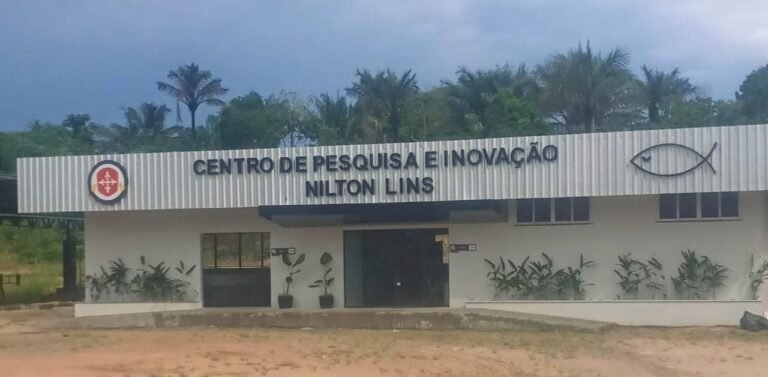 CENTRO DE PESQUISA E INOVAÇÃO
NILTON LINS